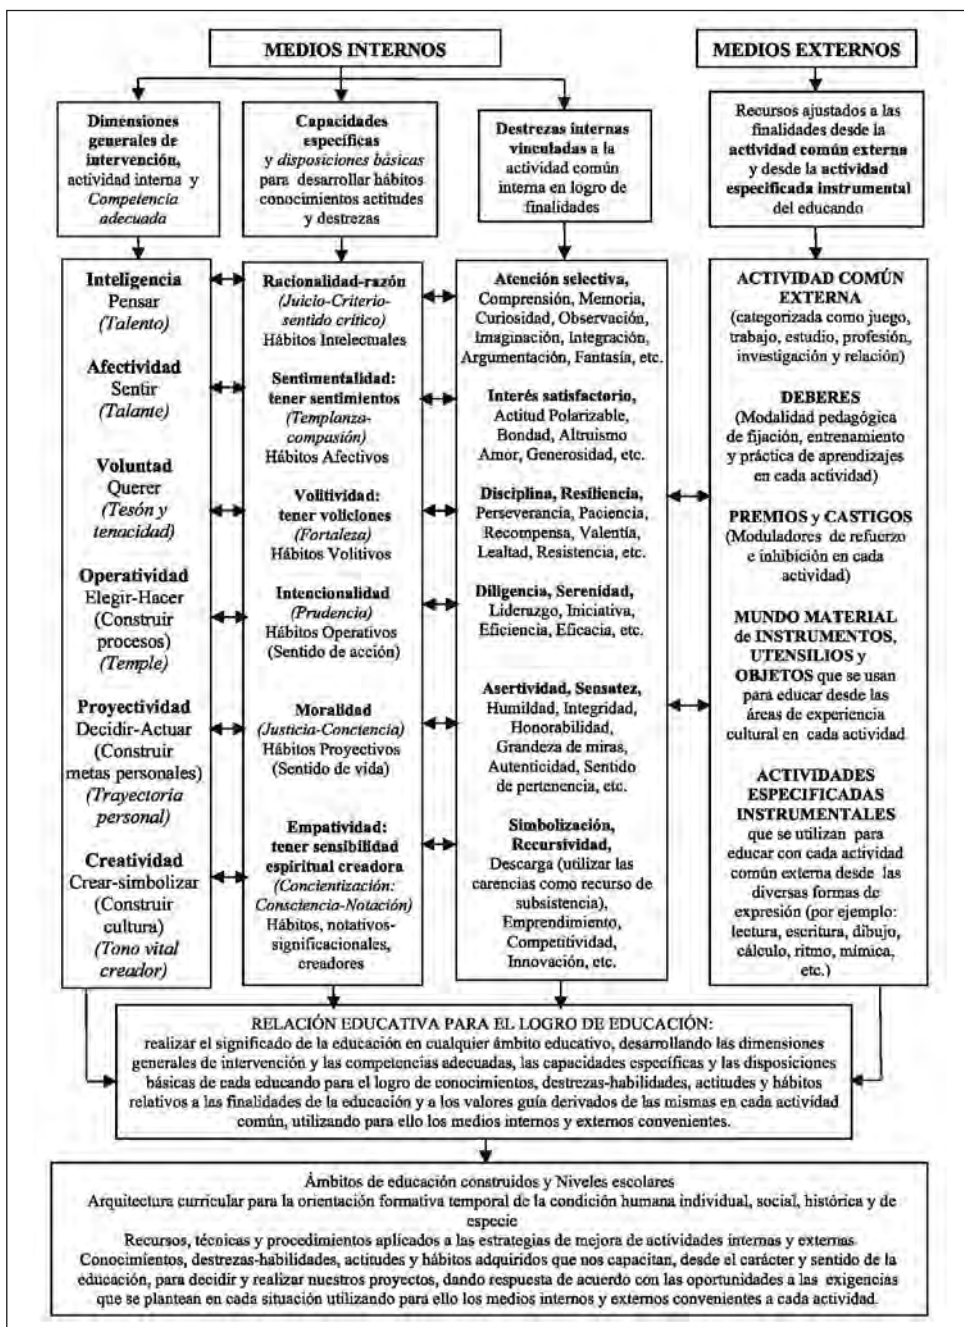 MEDIOS INTERNOS
MEDIOS EXTERNOS
Dimensiones
generales de
intervención,
actividad interna y
Competencia
adecuada
Capacidades
específicas
y disposiciones básicas
para desarrollar hábitos
conocimientos actitudes
y destrezas
Destrezas internas
vinculadas a la
actividad común
interna en logro de
finalidades
Recursos ajustados a las
finalidades desde la
actividad común externa
y desde la actividad
especificada instrumental
del educando
Inteligencia
Pensar
(Talento)
Afectividad
Sentir
(Talante)
Voluntad
Querer
(Tesón y
tenacidad)
Operatividad
Elegir-Hacer
(Construir
procesos)
(Temple)
Proyectividad
Decidir-Actuar
(Construir
metas personales)
(Trayectoria
personal)
Creatividad
Crear-simbolizar
(Construir
cultura)
(Tono vital
creador)
Racionalidad-razón
(Juicio-Criterio-
sentido crítico)
Hábitos Intelectuales
Sentimentalidad:
tener sentimientos
(Templanza-
compasión)
Hábitos Afectivos
Volitividad:
tener voliciones
(Fortaleza)
Hábitos Volitivos
Intencionalidad
(Prudencia)
Hábitos Operativos
(Sentido de acción)
Moralidad
(Justicia-Conciencia)
Hábitos Proyectivos
(Sentido de vida)
Empatividad:
tener sensibilidad
espiritual creadora
(Concientización:
Consciencia-Notación)
Hábitos, notativos-
significacionales,
creadores
Atención selectiva,
Comprensión, Memoria,
Curiosidad, Observación,
Imaginación, Integración,
Argumentación, Fantasía, etc.
Interés satisfactorio,
Actitud Polarizable,
Bondad, Altruismo
Amor, Generosidad, etc.
Disciplina, Resiliencia,
Perseverancia, Paciencia,
Recompensa, Valentía,
Lealtad, Resistencia, etc.
Diligencia, Serenidad,
Liderazgo, Iniciativa,
Eficiencia, Eficacia, etc.
Asertividad, Sensatez,
Humildad, Integridad,
Honorabilidad,
Grandeza de miras,
Autenticidad, Sentido
de pertenencia, etc.
Simbolización,
Recursividad,
Descarga (utilizar las
carencias como recurso de
subsistencia),
Emprendimiento,
Competitividad,
Innovación, etc.
ACTIVIDAD COMÚN
EXTERNA
(categorizada como juego,
trabajo, estudio, profesión,
investigación y relación)
DEBERES
(Modalidad pedagógica
de fijación, entrenamiento
y práctica de aprendizajes
en cada actividad)
PREMIOS y CASTIGOS
(Moduladores de refuerzo
e inhibición en cada
actividad)
MUNDO MATERIAL
de INSTRUMENTOS,
UTENSILIOS y
OBJETOS que se usan
para educar desde las
áreas de experiencia
cultural en cada actividad
ACTIVIDADES
ESPECIFICADAS
INSTRUMENTALES
que se utilizan para
educar con cada actividad
común externa desde las
diversas formas de
expresión (por ejemplo:
lectura, escritura, dibujo,
cálculo, ritmo, mímica,
etc.)
RELACIÓN EDUCATIVA PARA EL LOGRO DE EDUCACIÓN:
realizar el significado de la educación en cualquier ámbito educativo, desarrollando las dimensiones
generales de intervención y las competencias adecuadas, las capacidades específicas y las disposiciones
básicas de cada educando para el logro de conocimientos, destrezas-habilidades, actitudes y hábitos
relativos a las finalidades de la educación y a los valores guía derivados de las mismas en cada actividad
común, utilizando para ello los medios internos y externos convenientes.
Ámbitos de educación construidos y Niveles escolares
Arquitectura curricular para la orientación formativa temporal de la condición humana individual, social, histórica y de
especie
Recursos, técnicas y procedimientos aplicados a las estrategias de mejora de actividades internas y externas
Conocimientos, destrezas-habilidades, actitudes y hábitos adquiridos que nos capacitan, desde el carácter y sentido de la
educación, para decidir y realizar nuestros proyectos, dando respuesta de acuerdo con las oportunidades a las exigencias
que se plantean en cada situación utilizando para ello los medios internos y externos convenientes a cada actividad